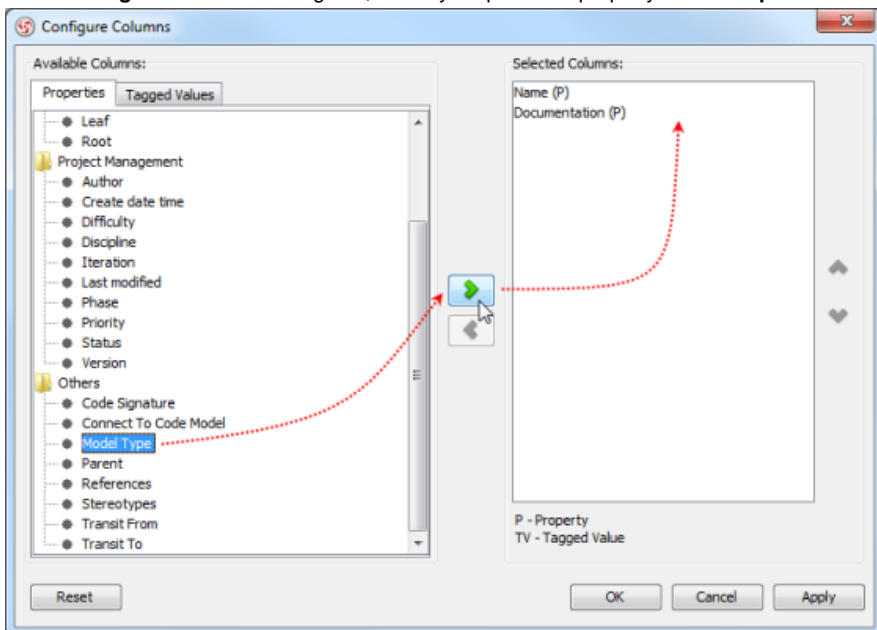 Configure Columns
Available Columns:
Properties Tagged Values
Leaf
Root
Project Management
Author
Create date time
Difficulty
Discipline
Iteration
Last modified
Phase
Priority
Status
Version
Others
Code Signature
Connect To Code Model
Model Type
Parent
References
Stereotypes
Transit From
Transit To
Selected Columns:
Name (P)
Documentation (P)
P - Property
TV - Tagged Value
Reset OK Cancel Apply